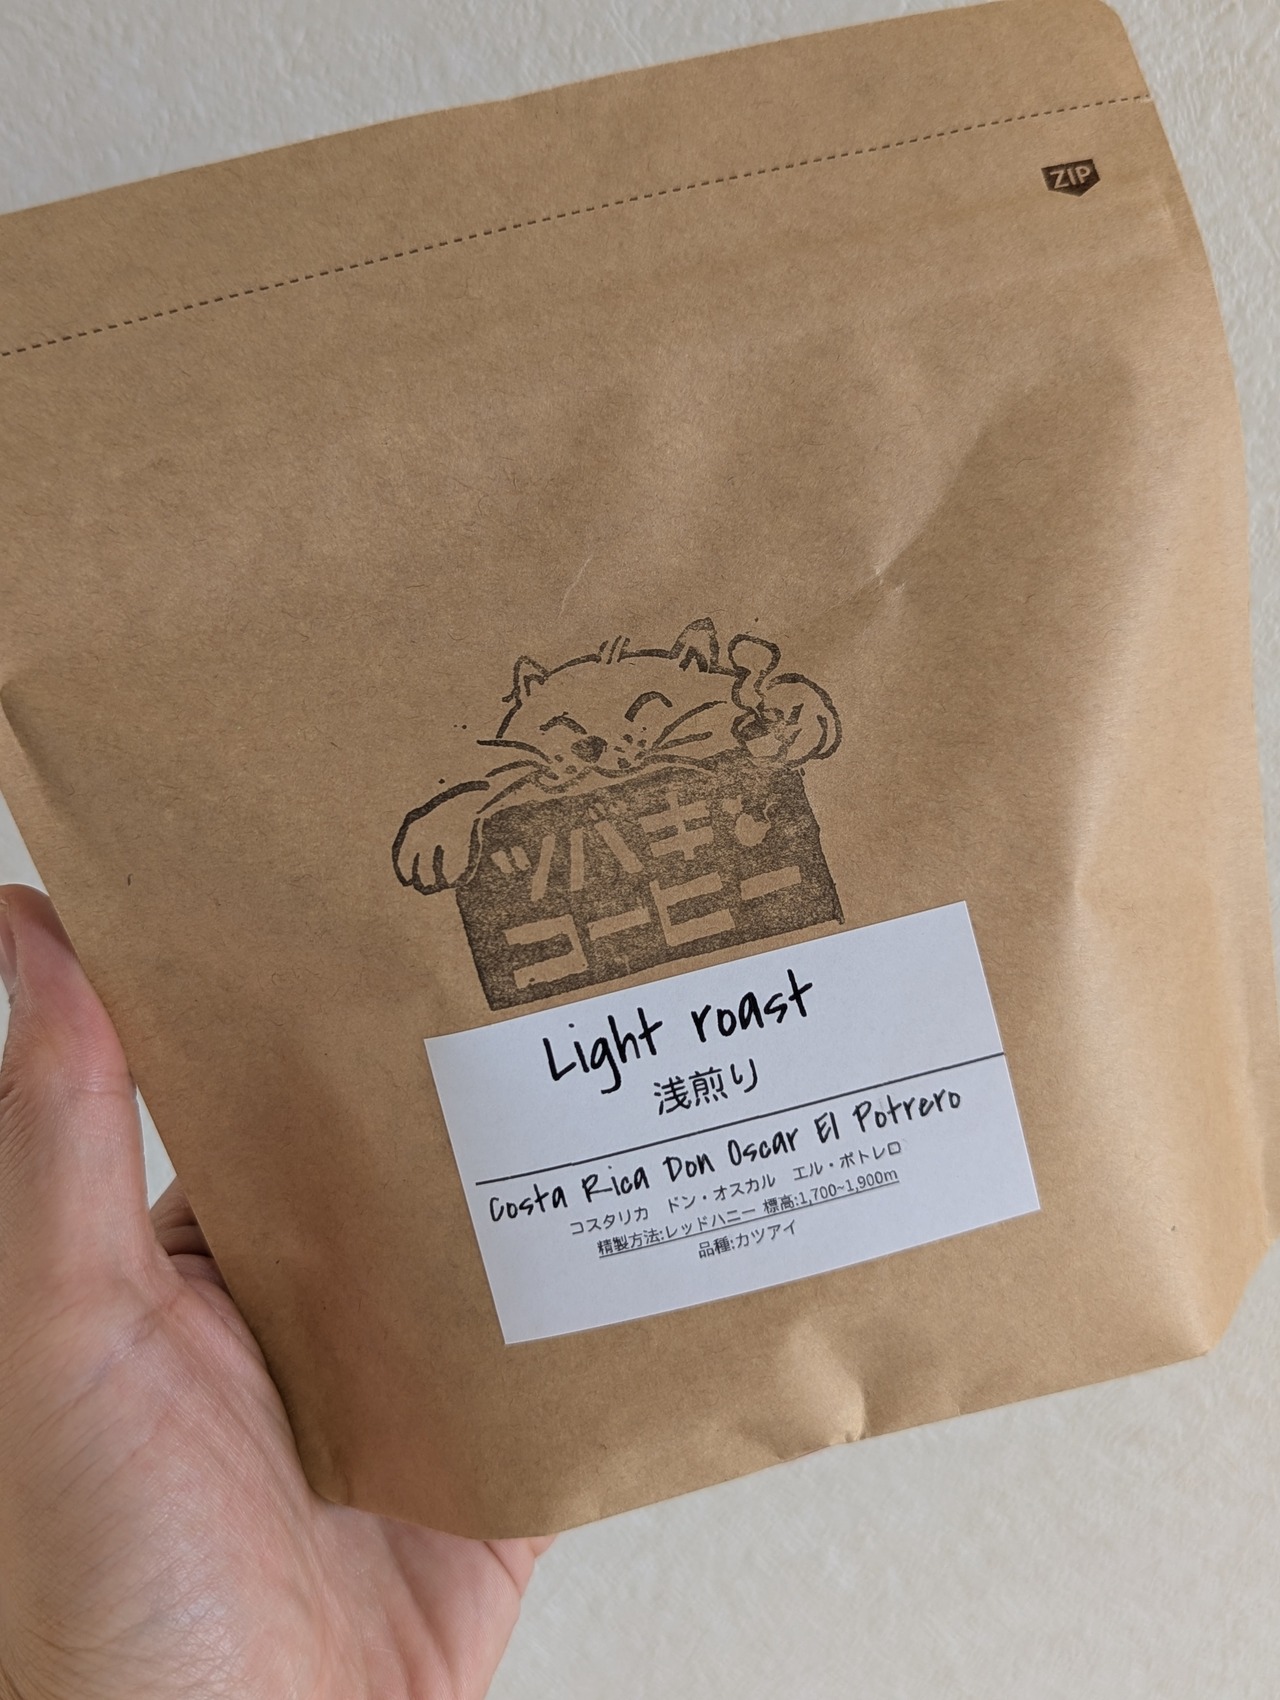 ZIP
ツバキ
コーヒー
Light roast
浅煎り
Costa Rica Don Oscar El Potrero
コスタリカ　ドン・オスカル　エル・ポトレロ
精製方法:レッドハニー 標高:1,700~1,900m
品種:カツアイ